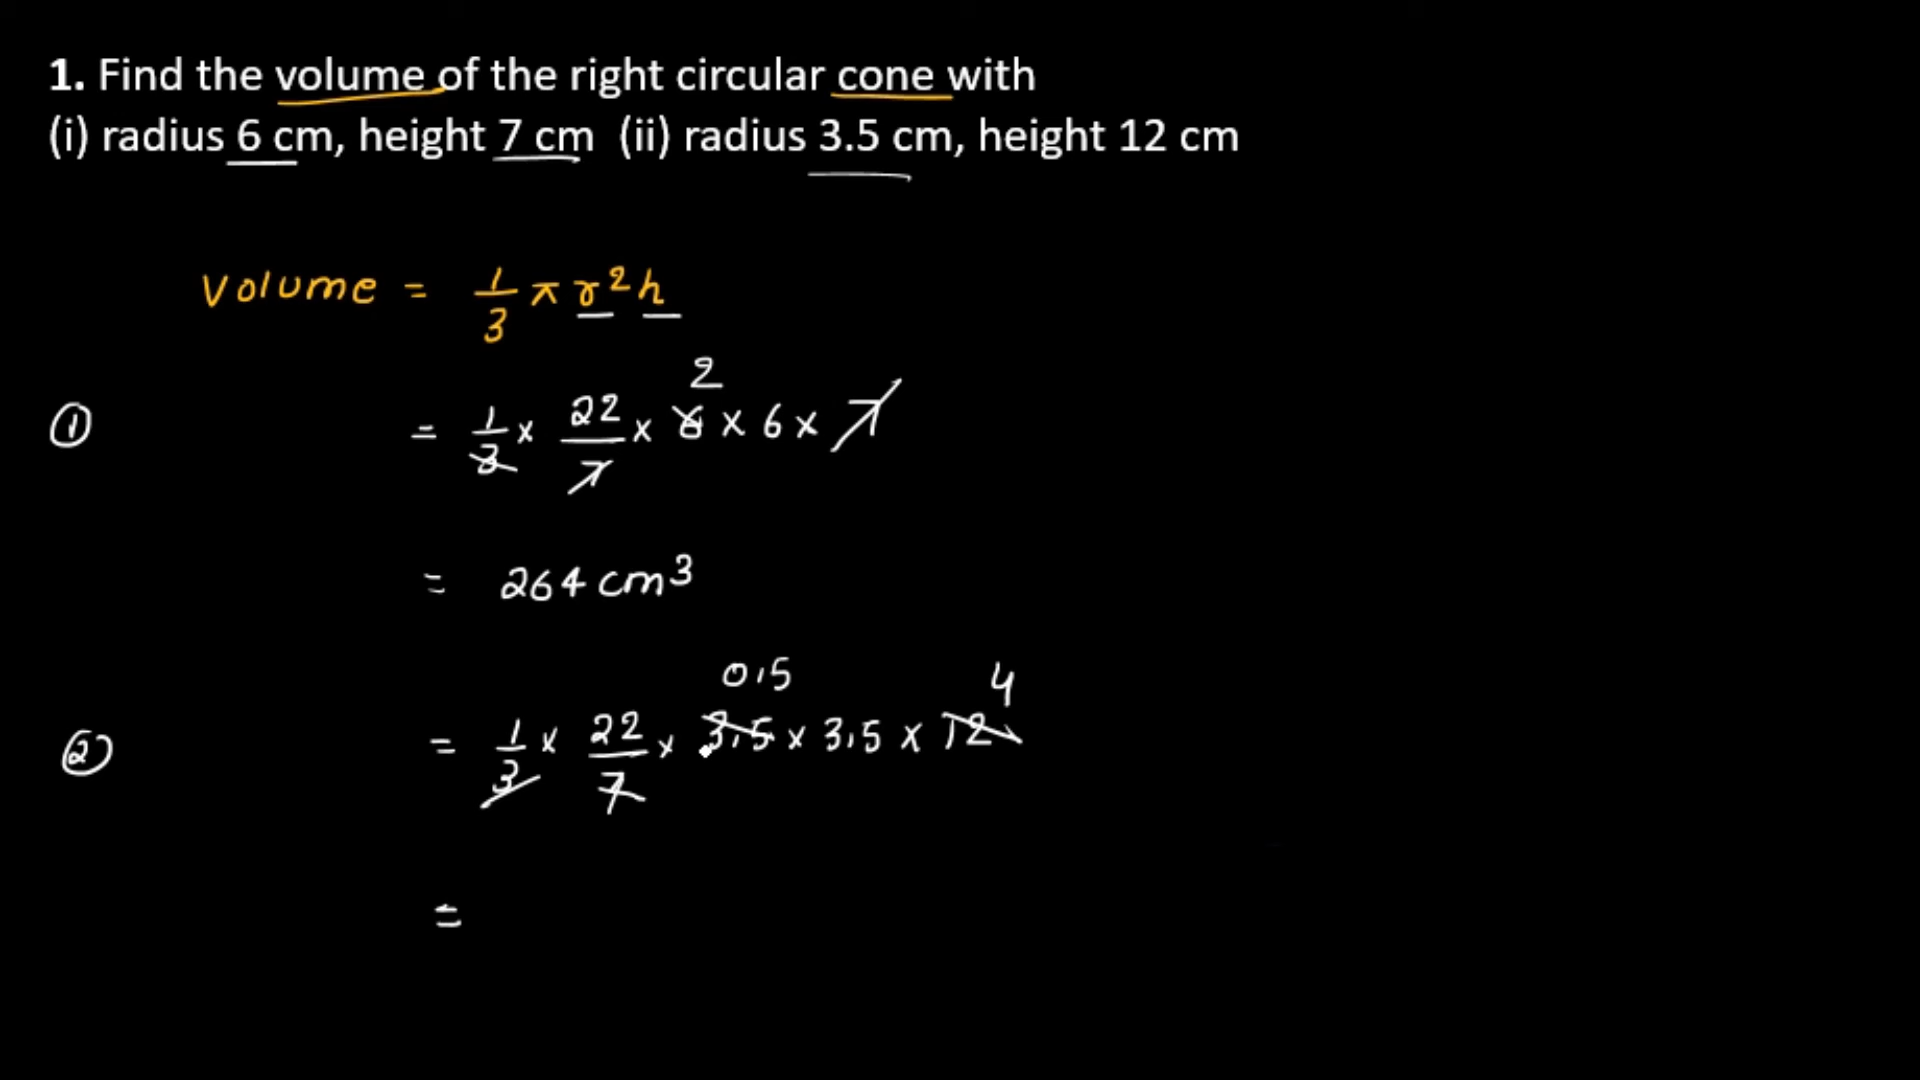 1. Find the volume of the right circular cone with
(i) radius 6 cm, height 7 cm (ii) radius 3.5 cm, height 12 cm
Volume = 1/3 π r²h
① = 1/3 × 22/7 × 6 2 × 6 × 7
= 264 cm³
② = 1/3 × 22/7 × 3.5 0.5 × 3.5 × 12 4
=